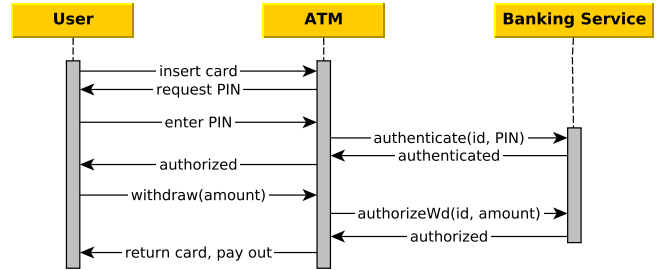 User
ATM
Banking Service
insert card
request PIN
enter PIN
authenticate(id, PIN)
authenticated
authorized
withdraw(amount)
authorizeWd(id, amount)
authorized
return card, pay out